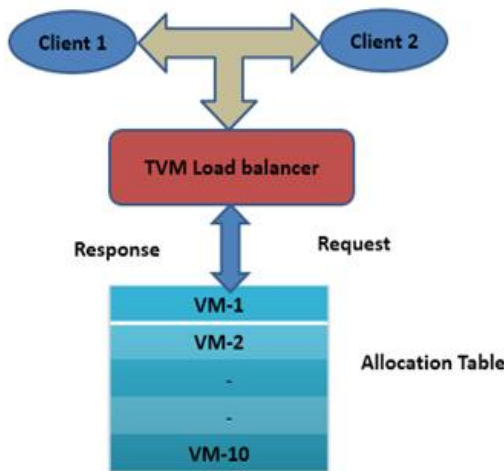 Client 1
Client 2
TVM Load balancer
Response
Request
VM-1
VM-2
-
-
VM-10
Allocation Table